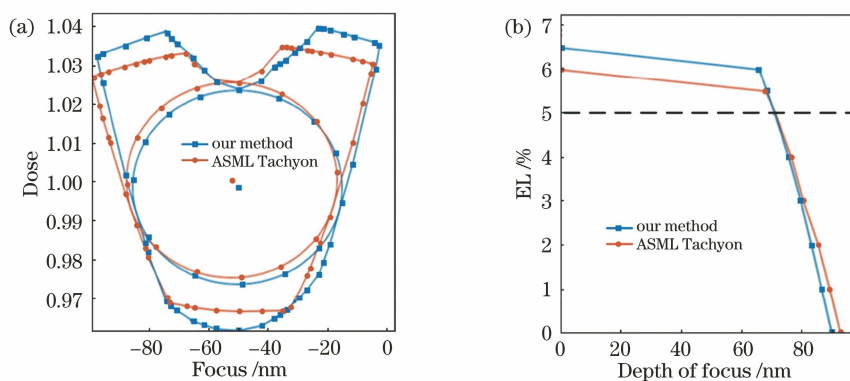 (a)
1.04
1.03
1.02
1.01
1.00
0.99
0.98
0.97
Dose
our method
ASML Tachyon
−80
−60
−40
−20
0
Focus /nm
(b)
7
6
5
4
3
2
1
0
EL /%
our method
ASML Tachyon
0
20
40
60
80
Depth of focus /nm